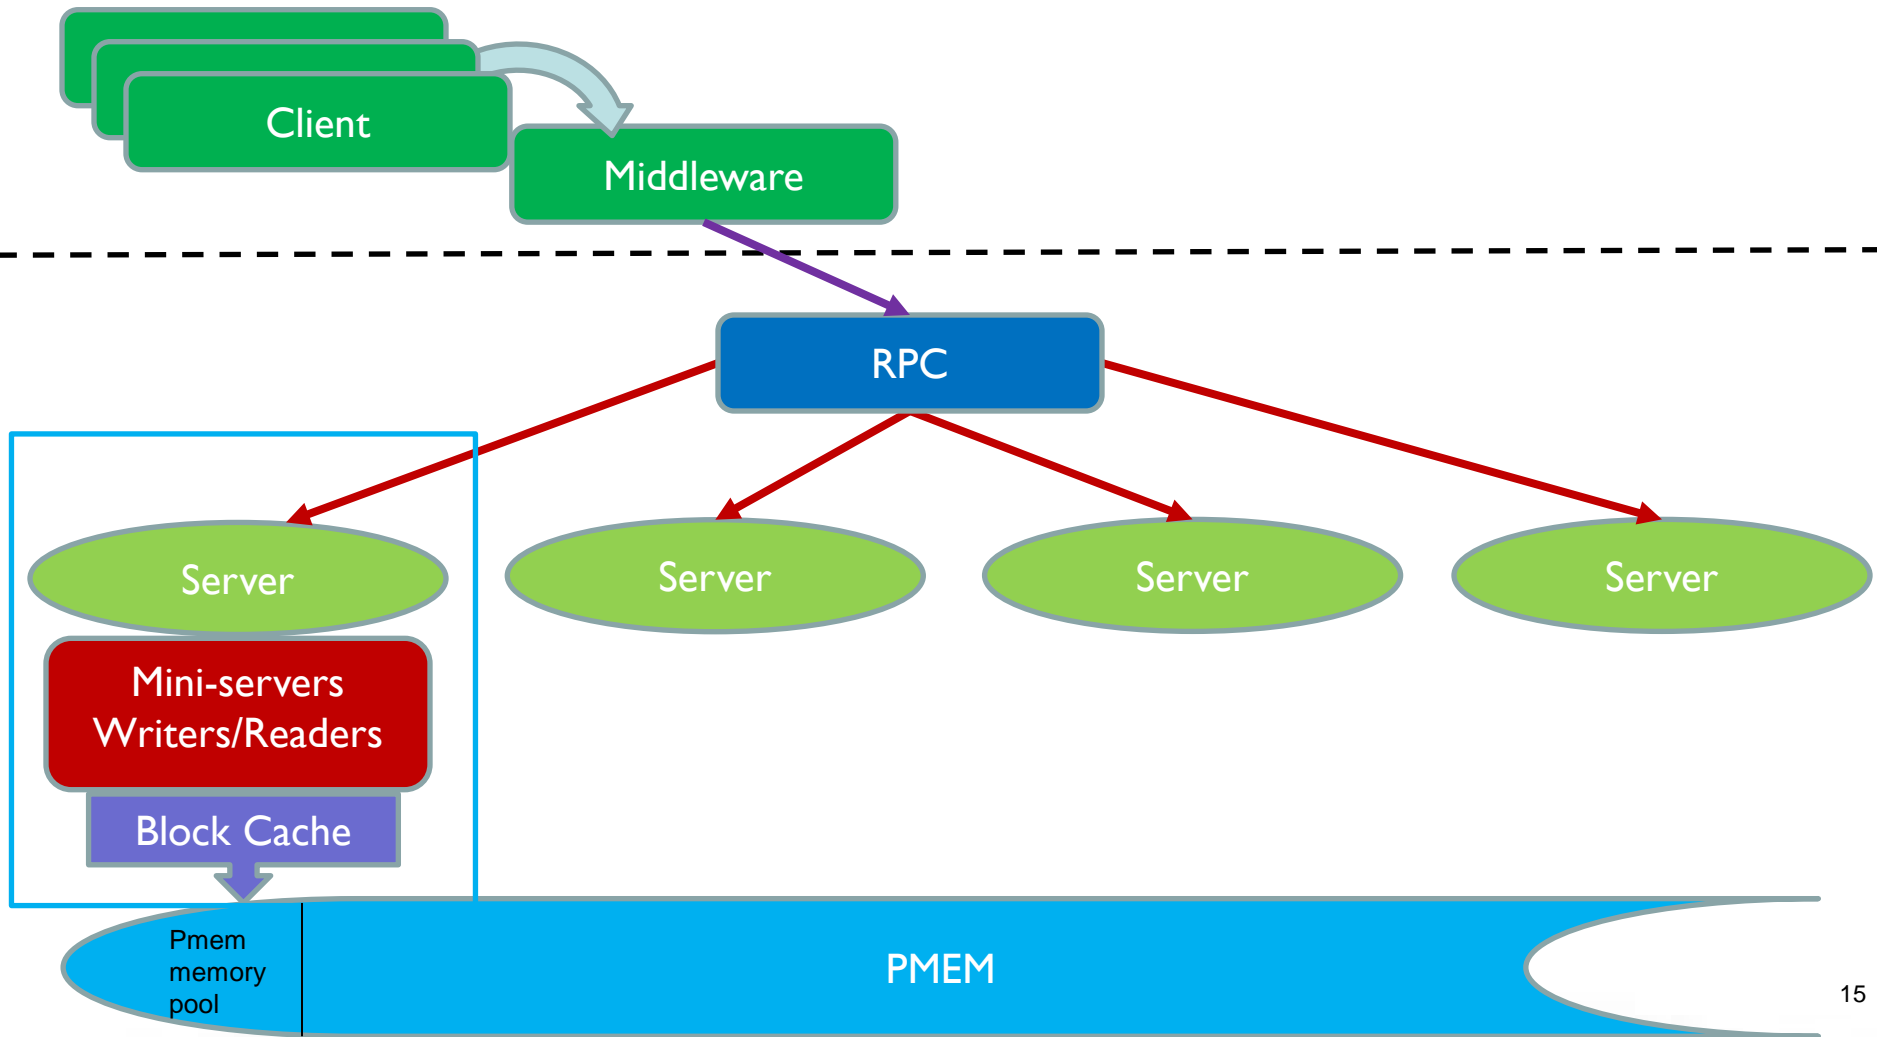 Client
Middleware
RPC
Server
Server
Server
Server
Mini-servers
Writers/Readers
Block Cache
Pmem
memory
pool
PMEM
15